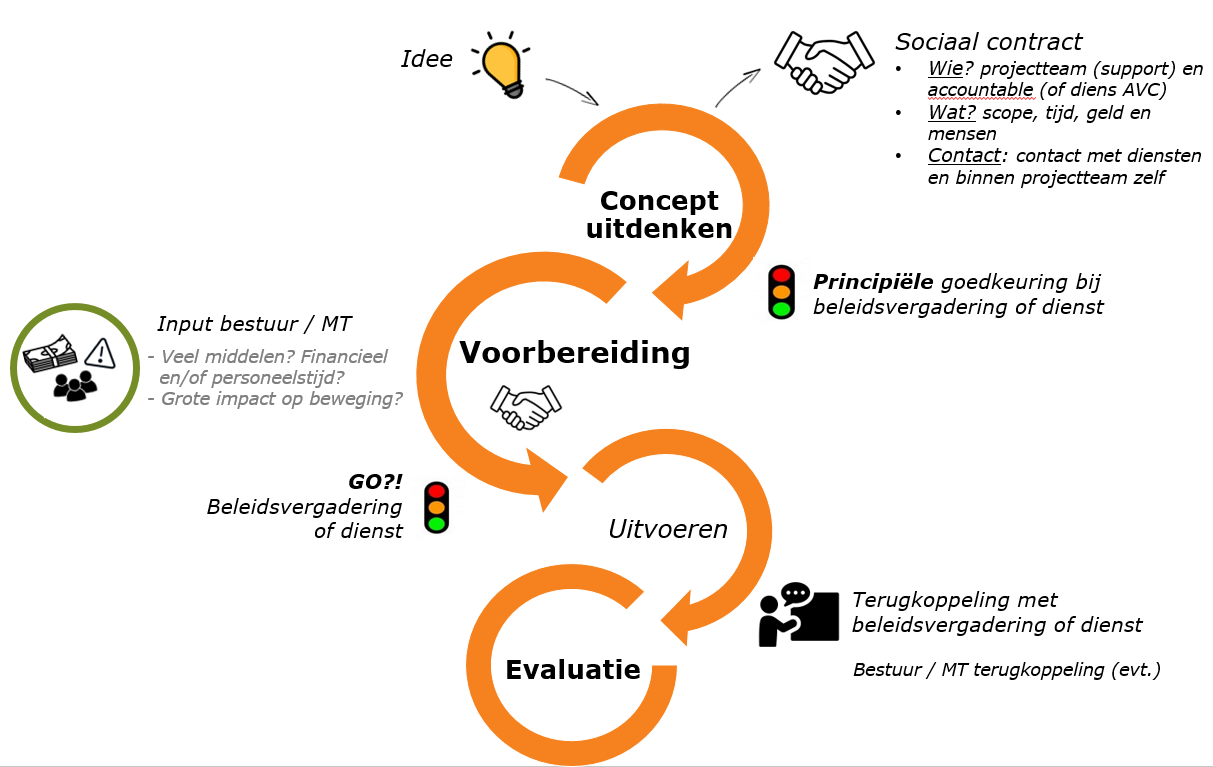 Idee
Sociaal contract
• Wie? projectteam (support) en
accountable (of diens AVC)
• Wat? scope, tijd, geld en
mensen
• Contact: contact met diensten
en binnen projectteam zelf
Concept
uitdenken
Principiële goedkeuring bij
beleidsvergadering of dienst
Input bestuur / MT
- Veel middelen? Financieel
en/of personeelstijd?
- Grote impact op beweging?
Voorbereiding
GO?!
Beleidsvergadering
of dienst
Uitvoeren
Terugkoppeling met
beleidsvergadering of dienst
Bestuur / MT terugkoppeling (evt.)
Evaluatie